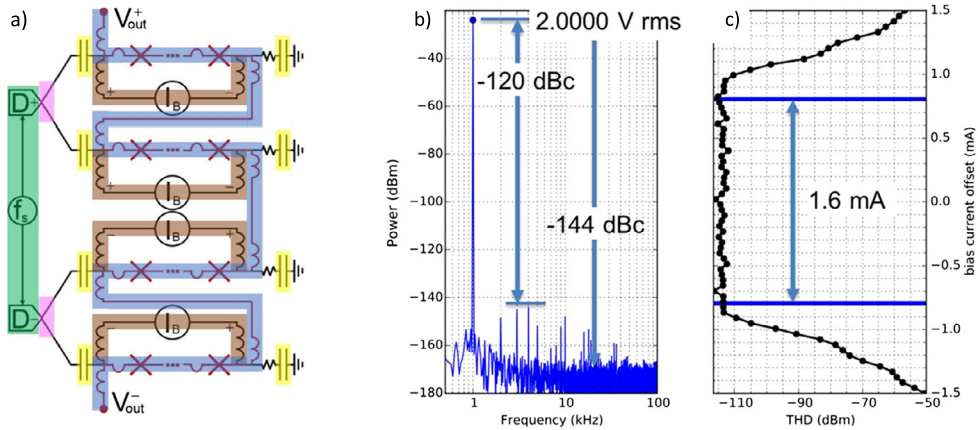 a)
V+out
D+
fs
D−
IB
+
−
IB
+
−
IB
−
+
IB
−
+
V−out
b)
2.0000 V rms
-120 dBc
-144 dBc
Power (dBm)
−40
−60
−80
−100
−120
−140
−160
−180
1
10
100
Frequency (kHz)
c)
1.6 mA
1.5
1.0
0.5
0.0
−0.5
−1.0
−1.5
bias current offset (mA)
−110
−90
−70
−50
THD (dBm)